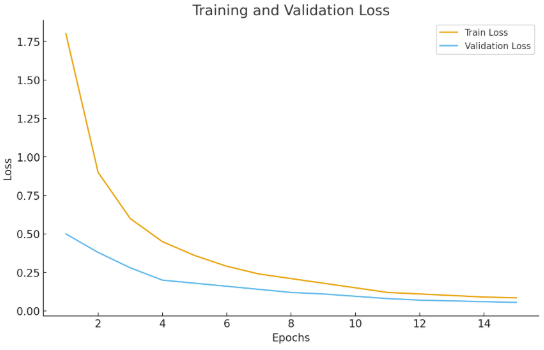 Training and Validation Loss
Train Loss
Validation Loss
Loss
1.75
1.50
1.25
1.00
0.75
0.50
0.25
0.00
2 4 6 8 10 12 14
Epochs